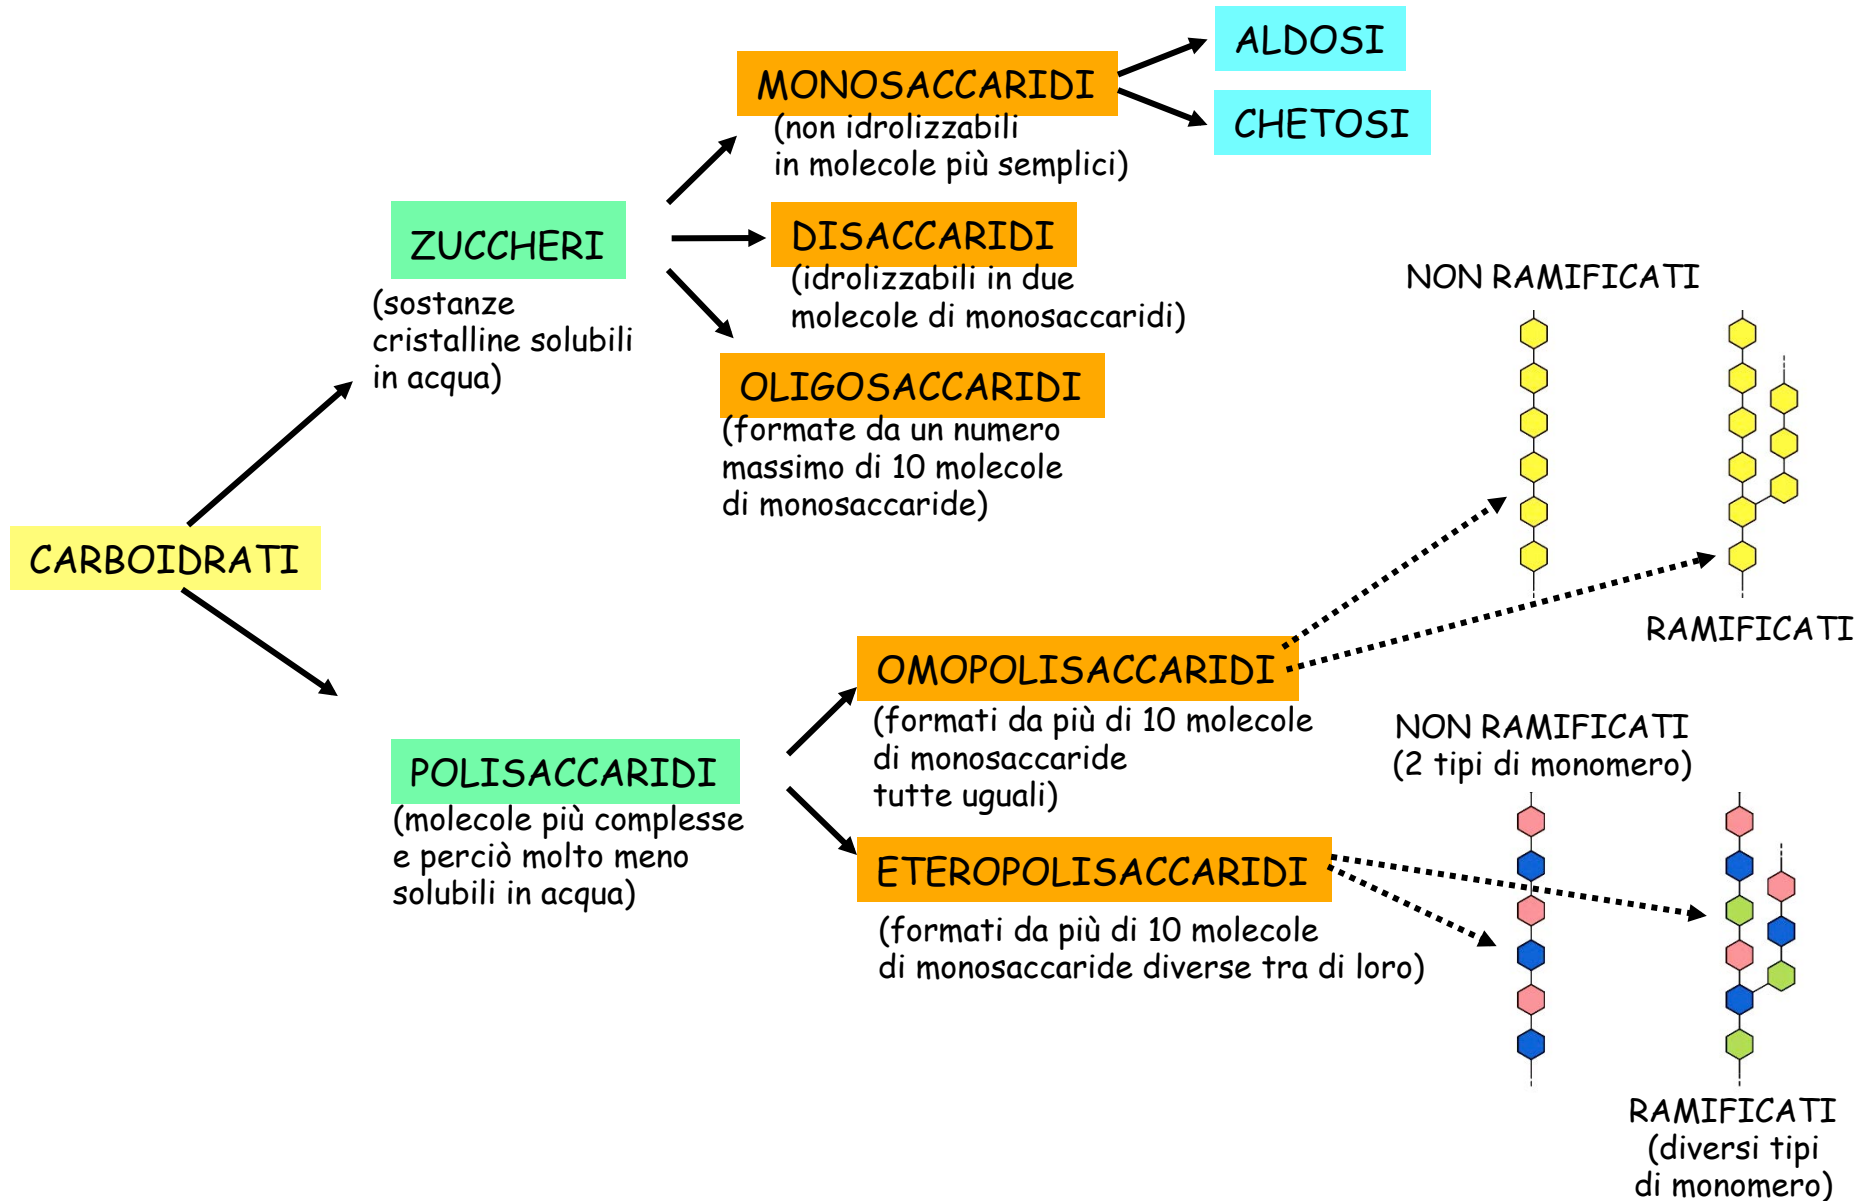 ALDOSI
MONOSACCARIDI
(non idrolizzabili
in molecole più semplici)
CHETOSI
ZUCCHERI
(sostanze
cristalline solubili
in acqua)
DISACCARIDI
(idrolizzabili in due
molecole di monosaccaridi)
OLIGOSACCARIDI
(formate da un numero
massimo di 10 molecole
di monosaccaride)
NON RAMIFICATI
RAMIFICATI
CARBOIDRATI
OMOPOLISACCARIDI
(formati da più di 10 molecole
di monosaccaride
tutte uguali)
POLISACCARIDI
(molecole più complesse
e perciò molto meno
solubili in acqua)
ETEROPOLISACCARIDI
(formati da più di 10 molecole
di monosaccaride diverse tra di loro)
NON RAMIFICATI
(2 tipi di monomero)
RAMIFICATI
(diversi tipi
di monomero)